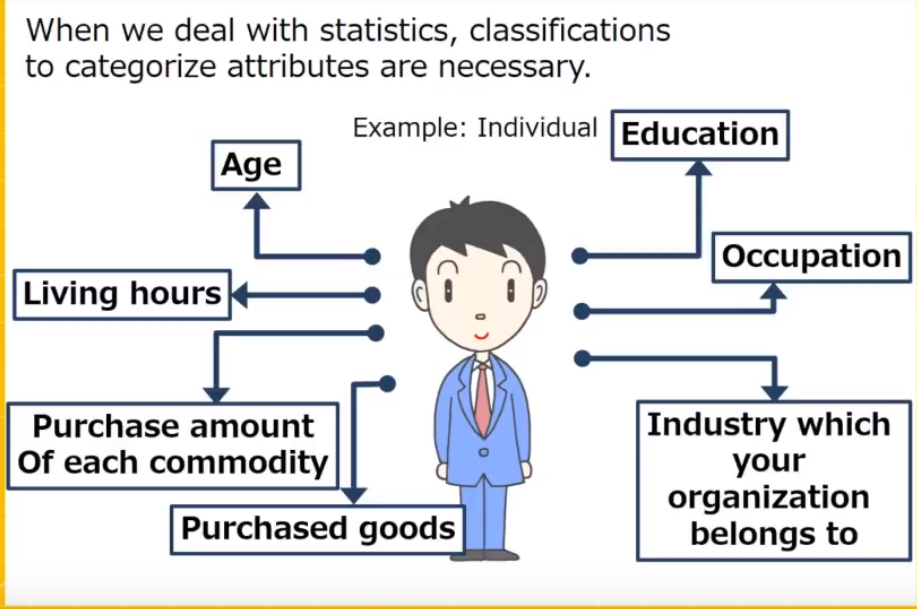 When we deal with statistics, classifications
to categorize attributes are necessary.
Example: Individual
Education
Age
Occupation
Living hours
Purchase amount
Of each commodity
Industry which
your
organization
belongs to
Purchased goods